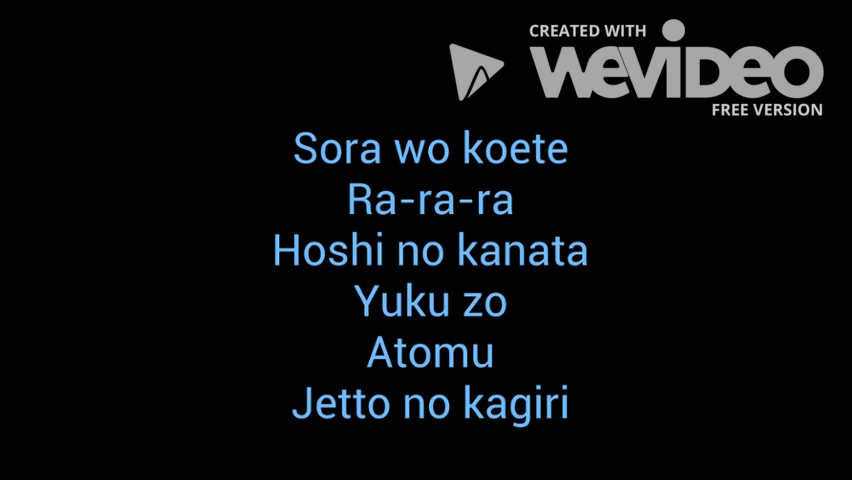 CREATED WITH
WeVideo
FREE VERSION
Sora wo koete
Ra-ra-ra
Hoshi no kanata
Yuku zo
Atomu
Jetto no kagiri